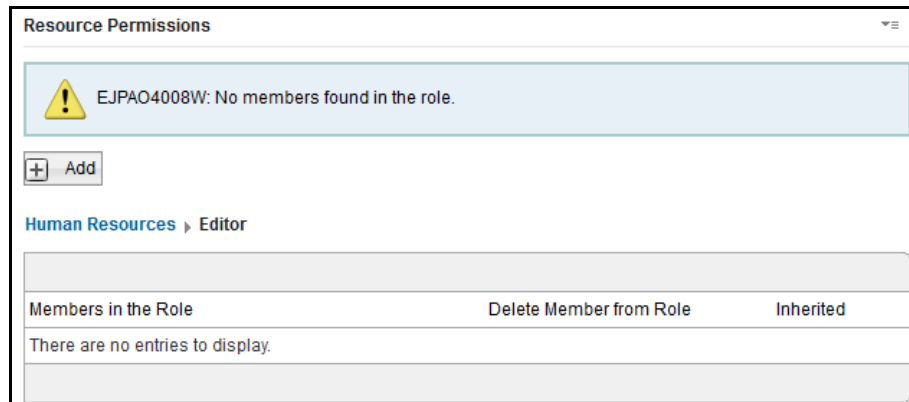 Resource Permissions
EJPAO4008W: No members found in the role.
Add
Human Resources Editor
Members in the Role Delete Member from Role Inherited
There are no entries to display.